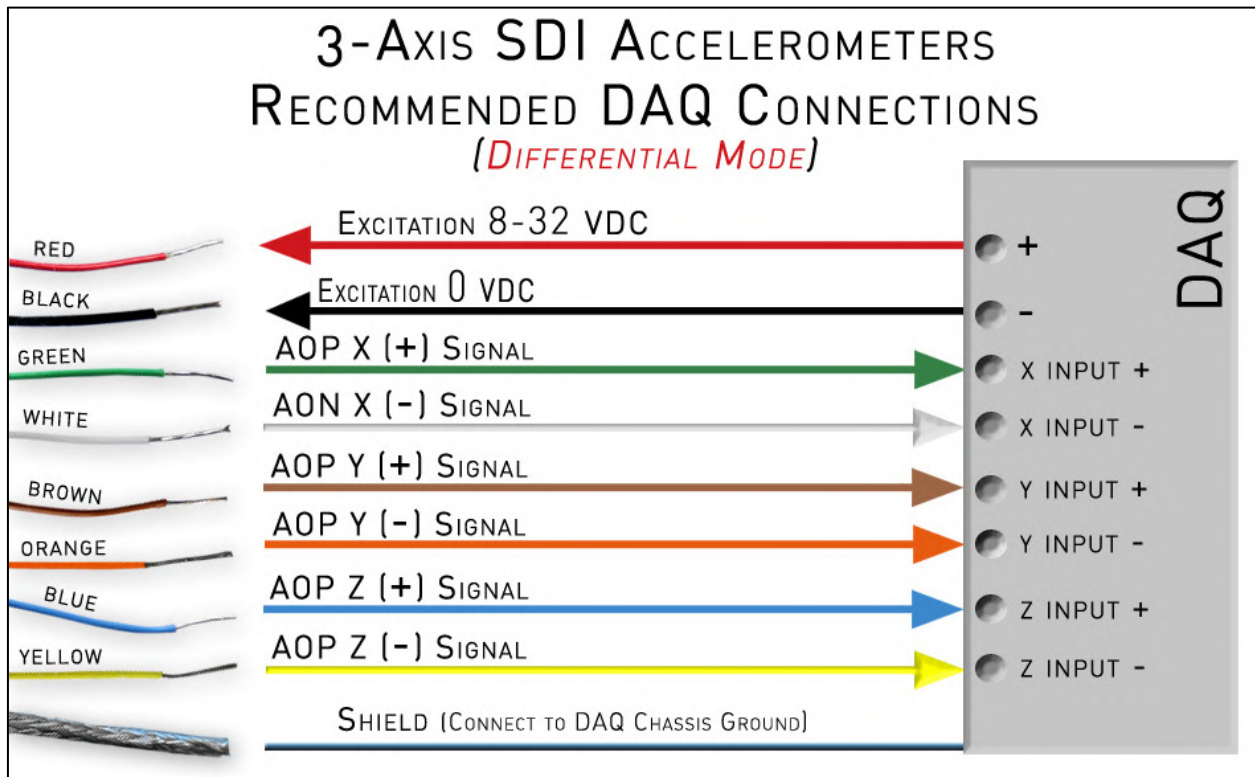 3-Axis SDI Accelerometers
Recommended DAQ Connections
(Differential Mode)
DAQ
RED
Excitation 8-32 VDC
+
BLACK
Excitation 0 VDC
-
GREEN
AOP X (+) Signal
X INPUT +
WHITE
AON X (-) Signal
X INPUT -
BROWN
AOP Y (+) Signal
Y INPUT +
ORANGE
AOP Y (-) Signal
Y INPUT -
BLUE
AOP Z (+) Signal
Z INPUT +
YELLOW
AOP Z (-) Signal
Z INPUT -
Shield (Connect to DAQ Chassis Ground)